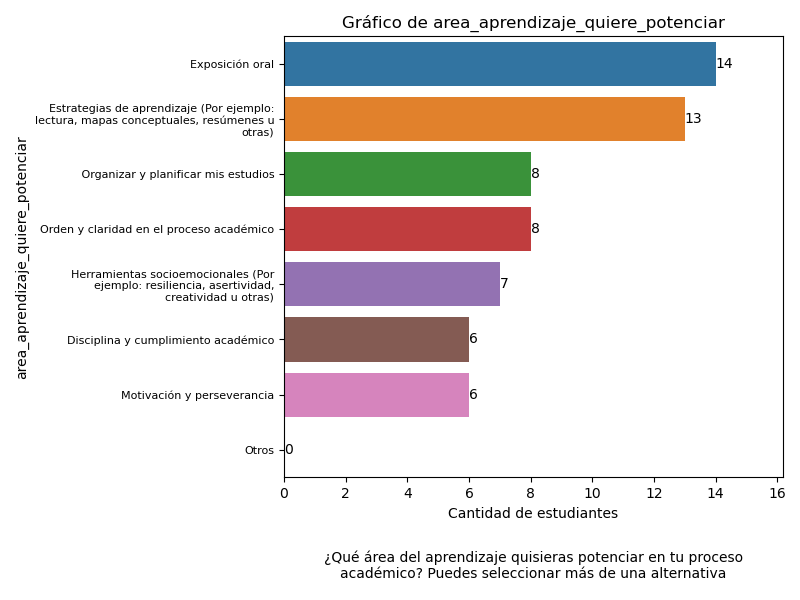 Gráfico de area_aprendizaje_quiere_potenciar
area_aprendizaje_quiere_potenciar
Exposición oral
14
Estrategias de aprendizaje (Por ejemplo:
lectura, mapas conceptuales, resúmenes u
otras)
13
Organizar y planificar mis estudios
8
Orden y claridad en el proceso académico
8
Herramientas socioemocionales (Por
ejemplo: resiliencia, asertividad,
creatividad u otras)
7
Disciplina y cumplimiento académico
6
Motivación y perseverancia
6
Otros
0
0 2 4 6 8 10 12 14 16
Cantidad de estudiantes
¿Qué área del aprendizaje quisieras potenciar en tu proceso
académico? Puedes seleccionar más de una alternativa